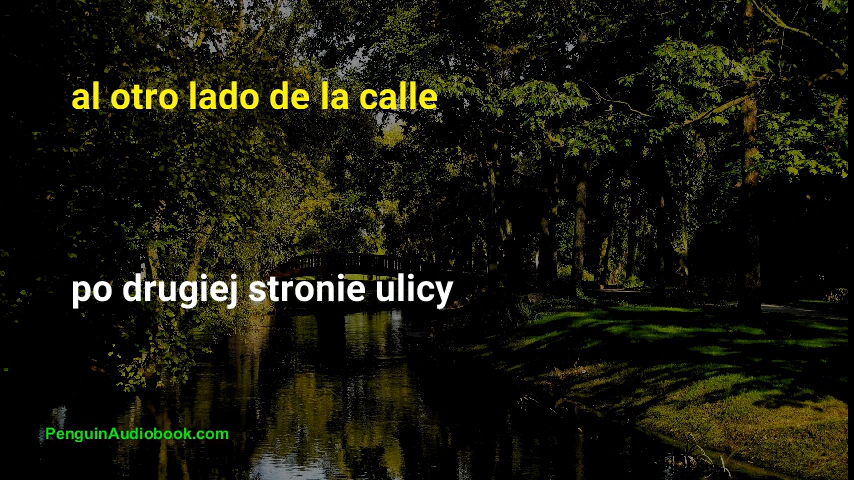 al otro lado de la calle
po drugiej stronie ulicy
PenguinAudiobook.com